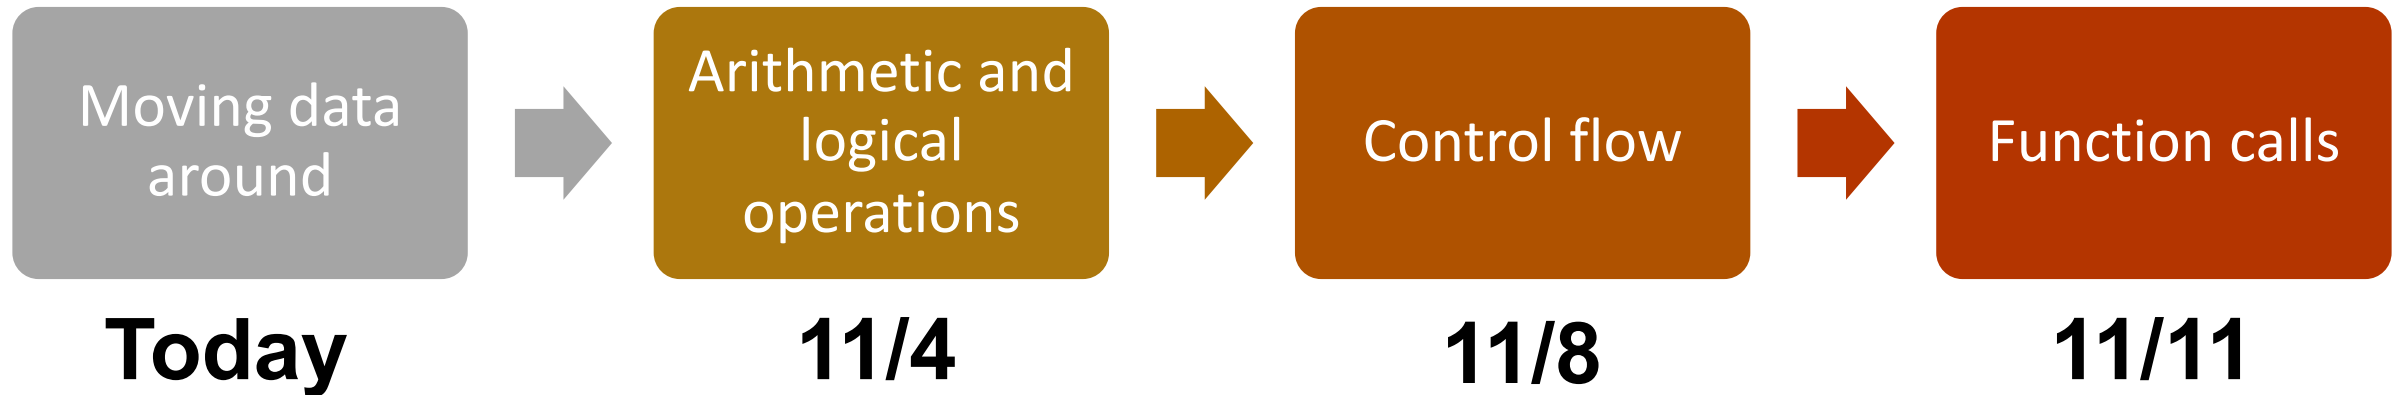 Moving data
around
Arithmetic and
logical
operations
Control flow
Function calls
Today
11/4
11/8
11/11